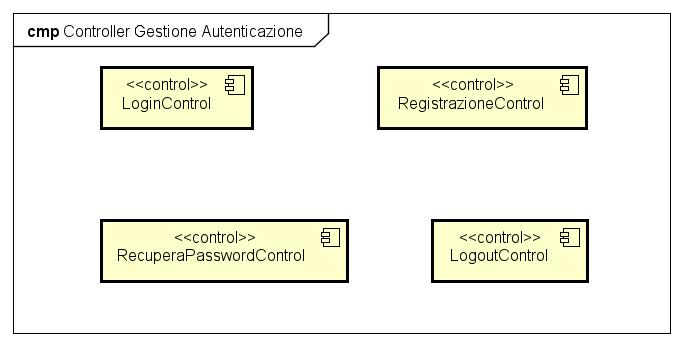 cmp Controller Gestione Autenticazione
<<control>>
LoginControl
<<control>>
RegistrazioneControl
<<control>>
RecuperaPasswordControl
<<control>>
LogoutControl